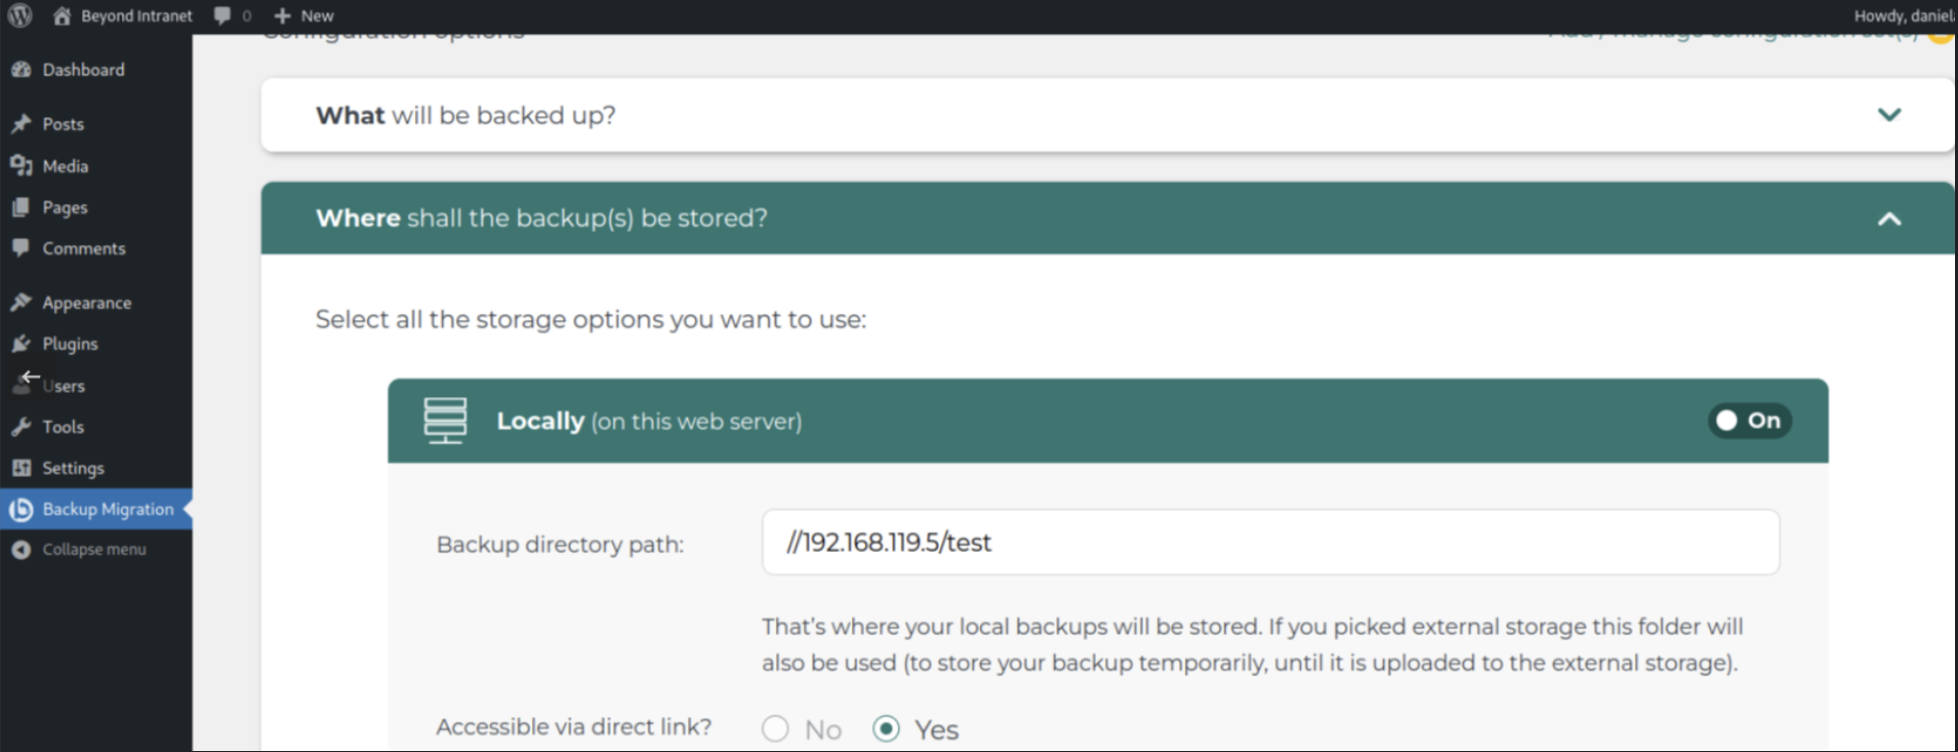 Beyond Intranet 0 New Howdy, daniel
Configuration options
Dashboard
What will be backed up?
Posts
Media
Pages
Where shall the backup(s) be stored?
Comments
Appearance
Select all the storage options you want to use:
Plugins
Users
Tools
Locally (on this web server) On
Settings
Backup Migration
Collapse menu
Backup directory path: //192.168.119.5/test
That's where your local backups will be stored. If you picked external storage this folder will
also be used (to store your backup temporarily, until it is uploaded to the external storage).
Accessible via direct link? No Yes